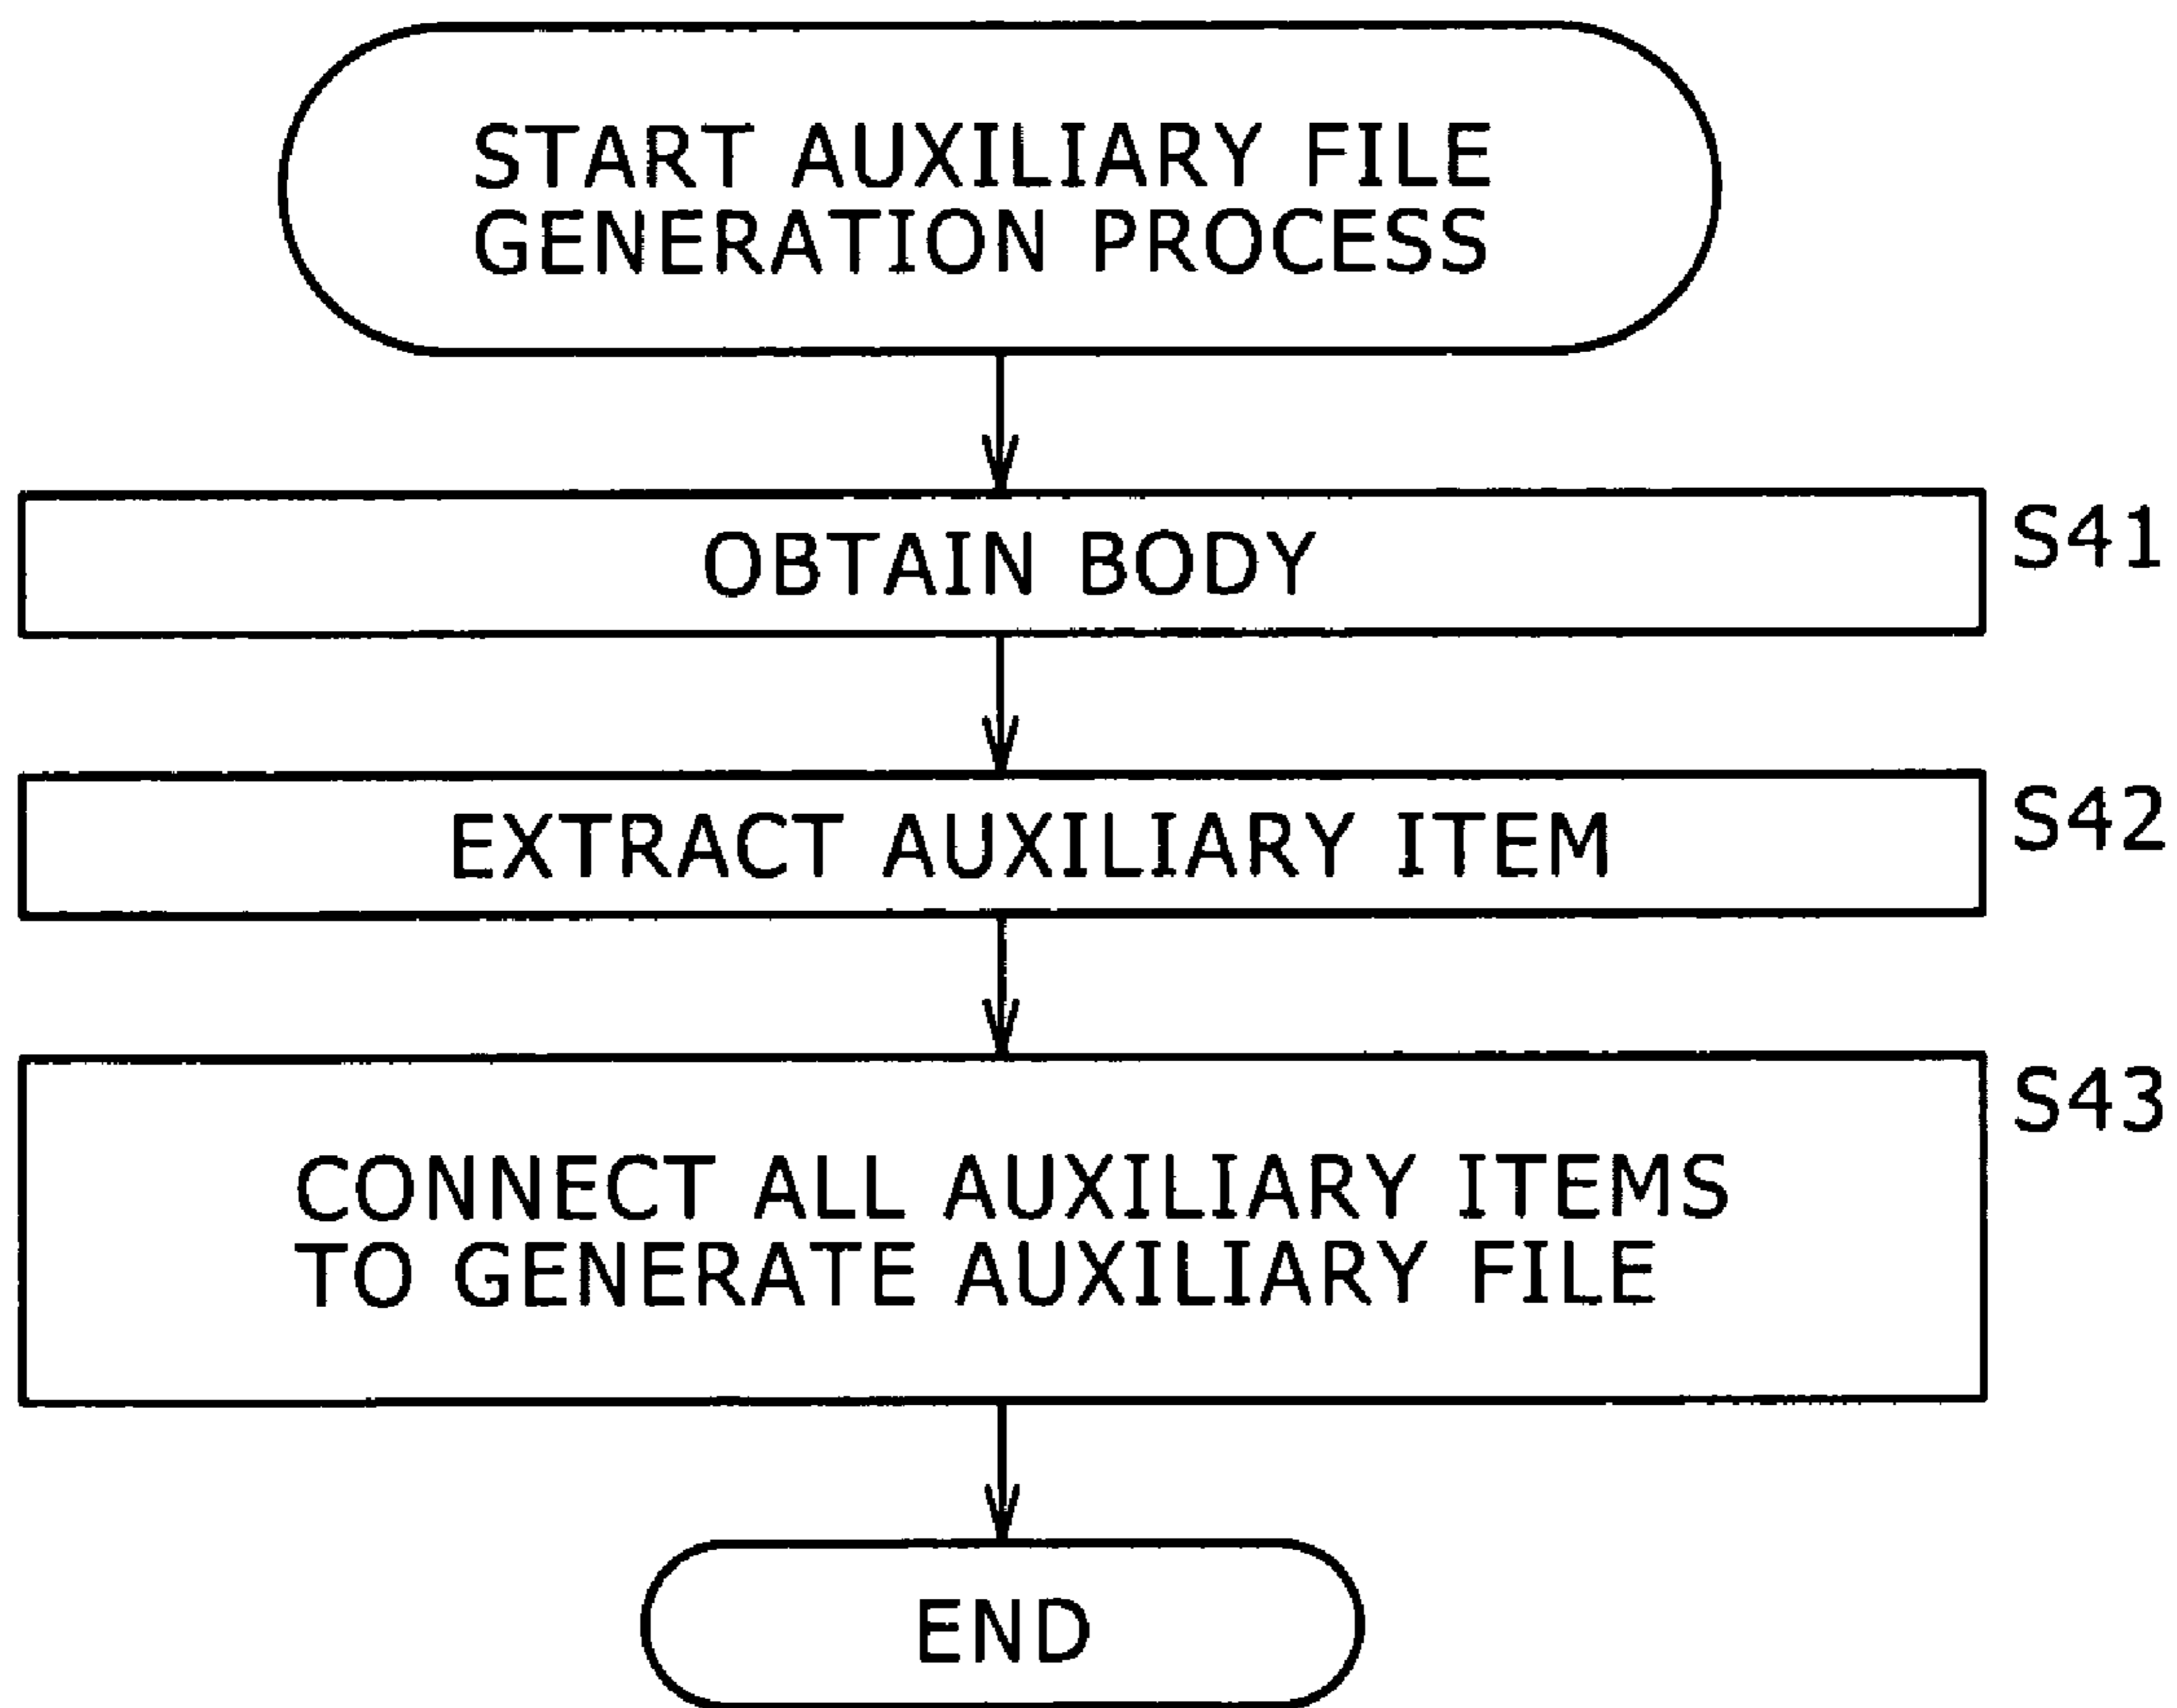 START AUXILIARY FILE
GENERATION PROCESS
OBTAIN BODY
S41
EXTRACT AUXILIARY ITEM
S42
S43
CONNECT ALL AUXILIARY ITEMS
TO GENERATE AUXILIARY FILE
END